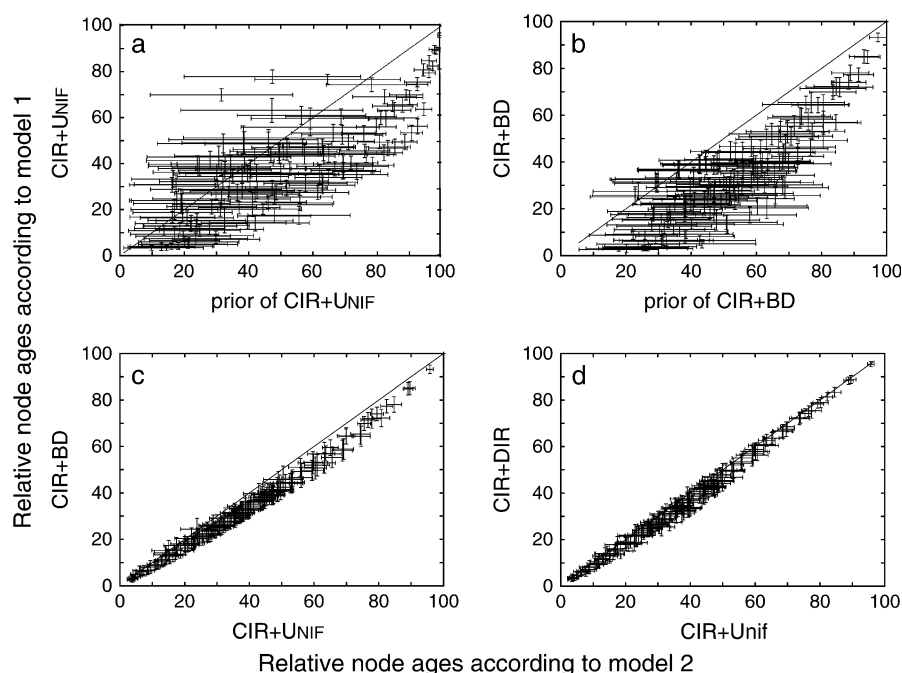 Relative node ages according to model 1
a
CIR+UNIF
100
80
60
40
20
0
0 20 40 60 80 100
prior of CIR+UNIF
b
CIR+BD
100
80
60
40
20
0
0 20 40 60 80 100
prior of CIR+BD
c
CIR+BD
100
80
60
40
20
0
0 20 40 60 80 100
CIR+UNIF
d
CIR+DIR
100
80
60
40
20
0
0 20 40 60 80 100
CIR+Unif
Relative node ages according to model 2